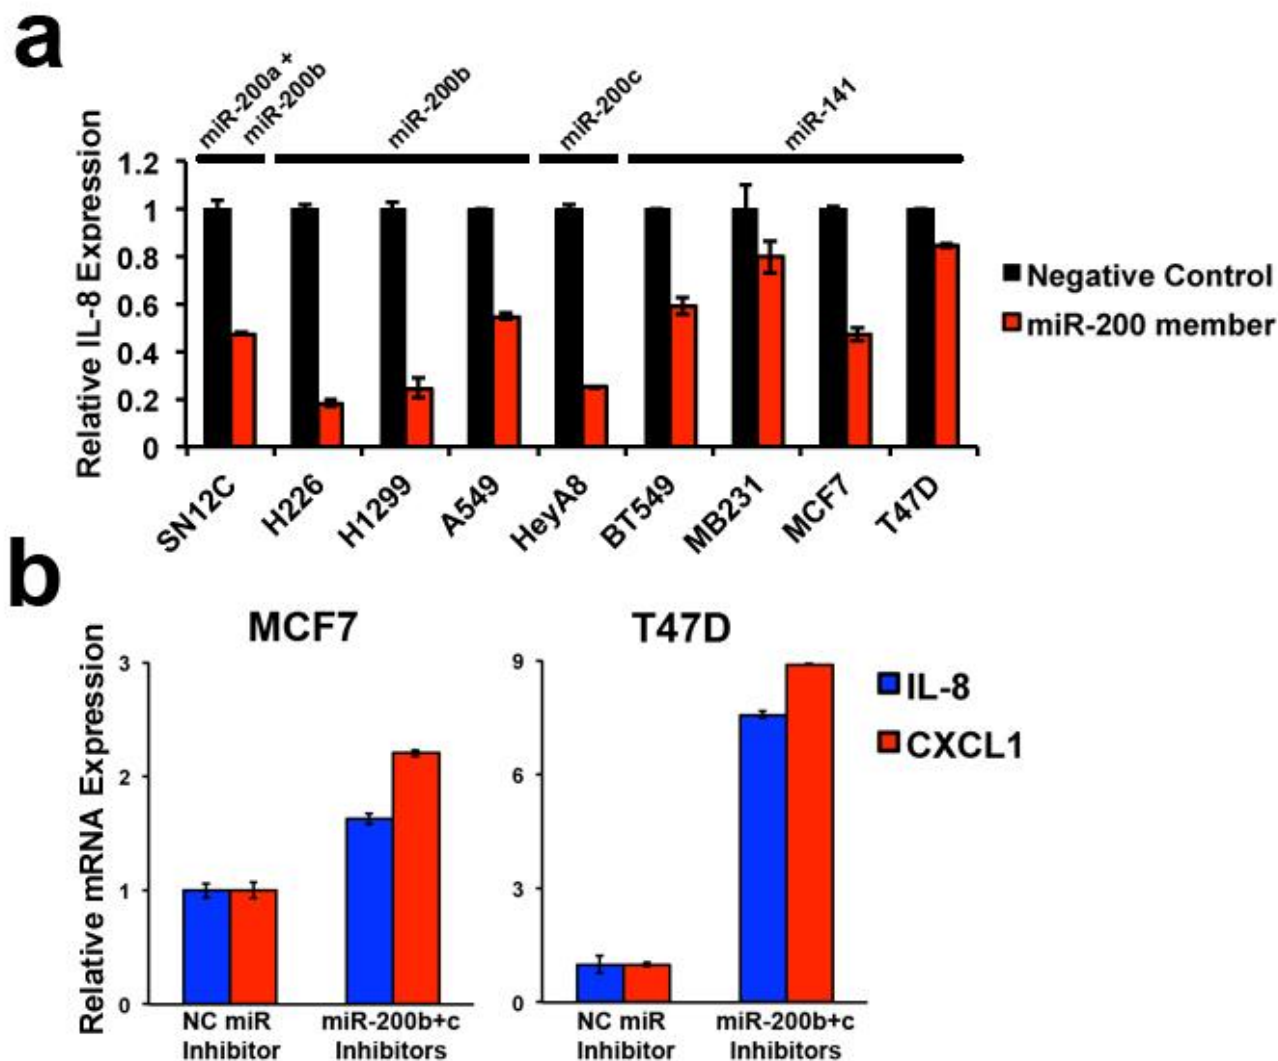 a
miR-200a +
miR-200b
miR-200b
miR-200c
miR-141
Relative IL-8 Expression
1.2
1
0.8
0.6
0.4
0.2
0
Negative Control
miR-200 member
SN12C
H226
H1299
A549
HeyA8
BT549
MB231
MCF7
T47D
b
MCF7
T47D
Relative mRNA Expression
3
2
1
0
9
6
3
0
IL-8
CXCL1
NC miR
Inhibitor
miR-200b+c
Inhibitors
NC miR
Inhibitor
miR-200b+c
Inhibitors